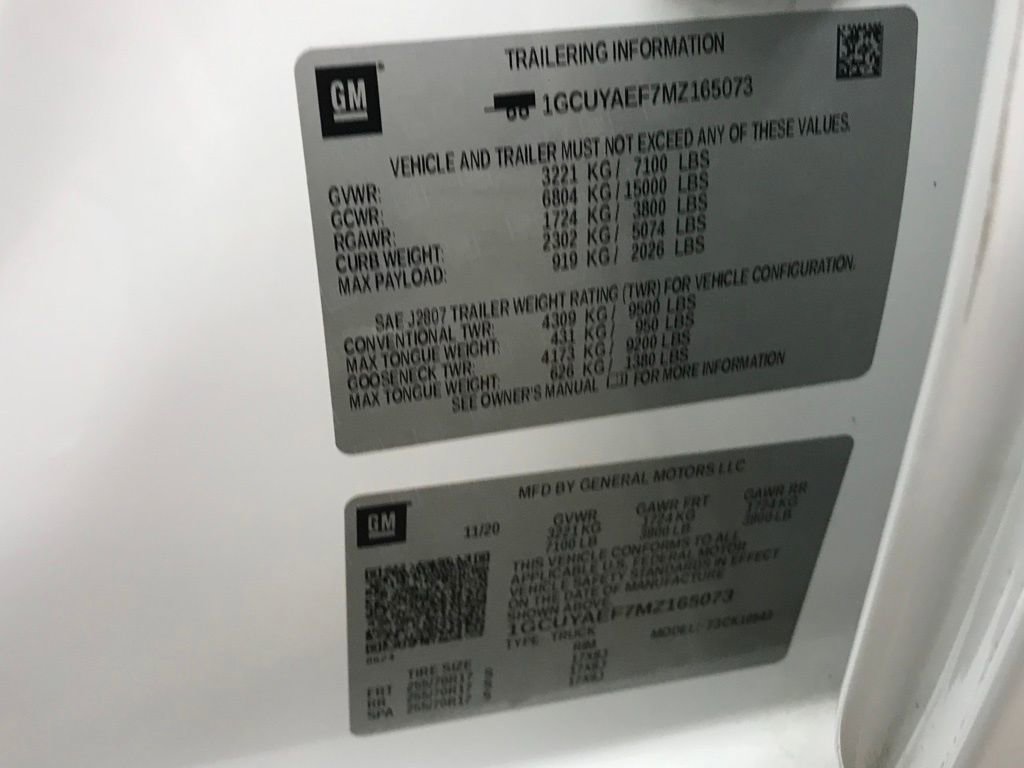 GM
TRAILERING INFORMATION
1GCUYAEF7MZ165073
VEHICLE AND TRAILER MUST NOT EXCEED ANY OF THESE VALUES.
GVWR: 3221 KG/ 7100 LBS
GCWR: 6804 KG/15000 LBS
RGAWR: 1724 KG/ 3800 LBS
CURB WEIGHT: 2302 KG/ 5074 LBS
MAX PAYLOAD: 919 KG/ 2026 LBS
SAE J2807 TRAILER WEIGHT RATING (TWR) FOR VEHICLE CONFIGURATION.
CONVENTIONAL TWR: 4309 KG/ 9500 LBS
MAX TONGUE WEIGHT: 431 KG/ 950 LBS
GOOSENECK TWR: 4173 KG/ 9200 LBS
MAX TONGUE WEIGHT: 626 KG/ 1380 LBS
SEE OWNER'S MANUAL FOR MORE INFORMATION
GM
MFD BY GENERAL MOTORS LLC
11/20
GVWR GAWR FRT GAWR RR
3221 KG 1724 KG 1724 KG
7100 LB 3800 LB 3800 LB
THIS VEHICLE CONFORMS TO ALL
APPLICABLE U.S. FEDERAL MOTOR
VEHICLE SAFETY STANDARDS IN EFFECT
ON THE DATE OF MANUFACTURE
SHOWN ABOVE
1GCUYAEF7MZ165073
TYPE: TRUCK MODEL:
TIRE SIZE RIM
FRT 255/70R17 S 17X8J
RR 255/70R17 S 17X8J
SPA 255/70R17 S 17X8J